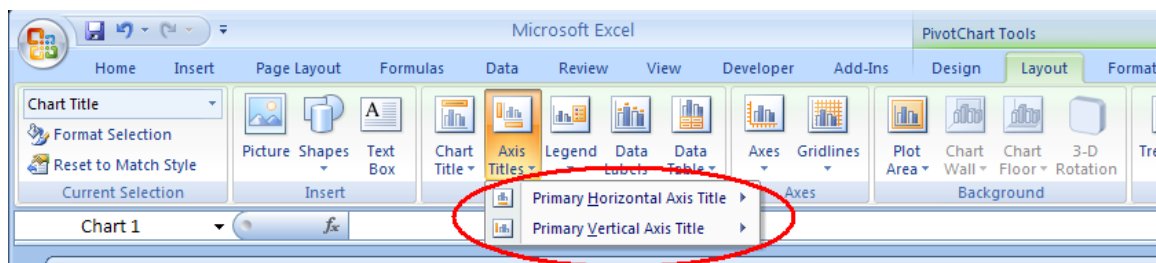 Microsoft Excel
PivotChart Tools
Home Insert Page Layout Formulas Data Review View Developer Add-Ins Design Layout Format
Chart Title
Format Selection
Reset to Match Style
Current Selection
Picture Shapes Text Box
Insert
Chart Title Axis Titles Legend Data Labels Data Table
Axes Gridlines
Axes
Plot Area Chart Wall Chart Floor 3-D Rotation
Background
Primary Horizontal Axis Title
Primary Vertical Axis Title
Chart 1
fx